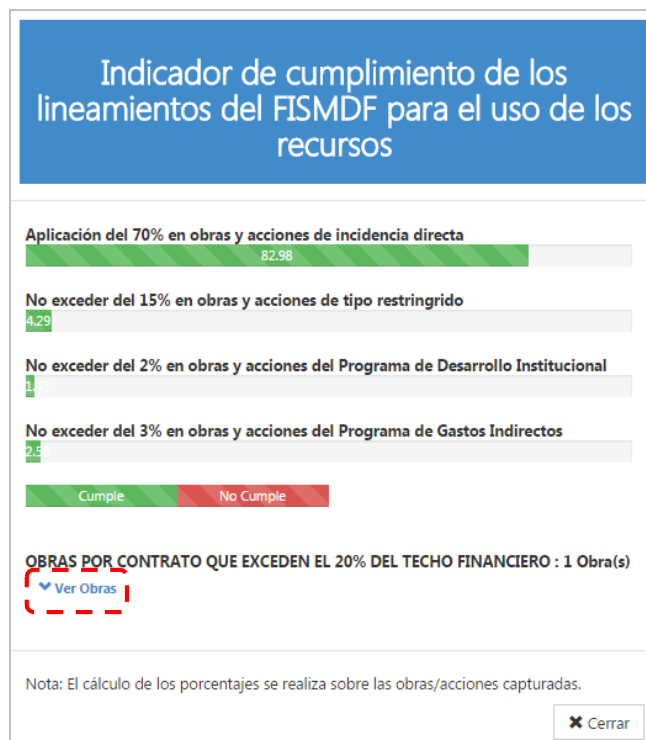 Indicador de cumplimiento de los
lineamientos del FISMDF para el uso de los
recursos
Aplicación del 70% en obras y acciones de incidencia directa
82.98
No exceder del 15% en obras y acciones de tipo restringrido
4.29
No exceder del 2% en obras y acciones del Programa de Desarrollo Institucional
No exceder del 3% en obras y acciones del Programa de Gastos Indirectos
Cumple No Cumple
OBRAS POR CONTRATO QUE EXCEDEN EL 20% DEL TECHO FINANCIERO : 1 Obra(s)
Ver Obras
Nota: El cálculo de los porcentajes se realiza sobre las obras/acciones capturadas.
Cerrar